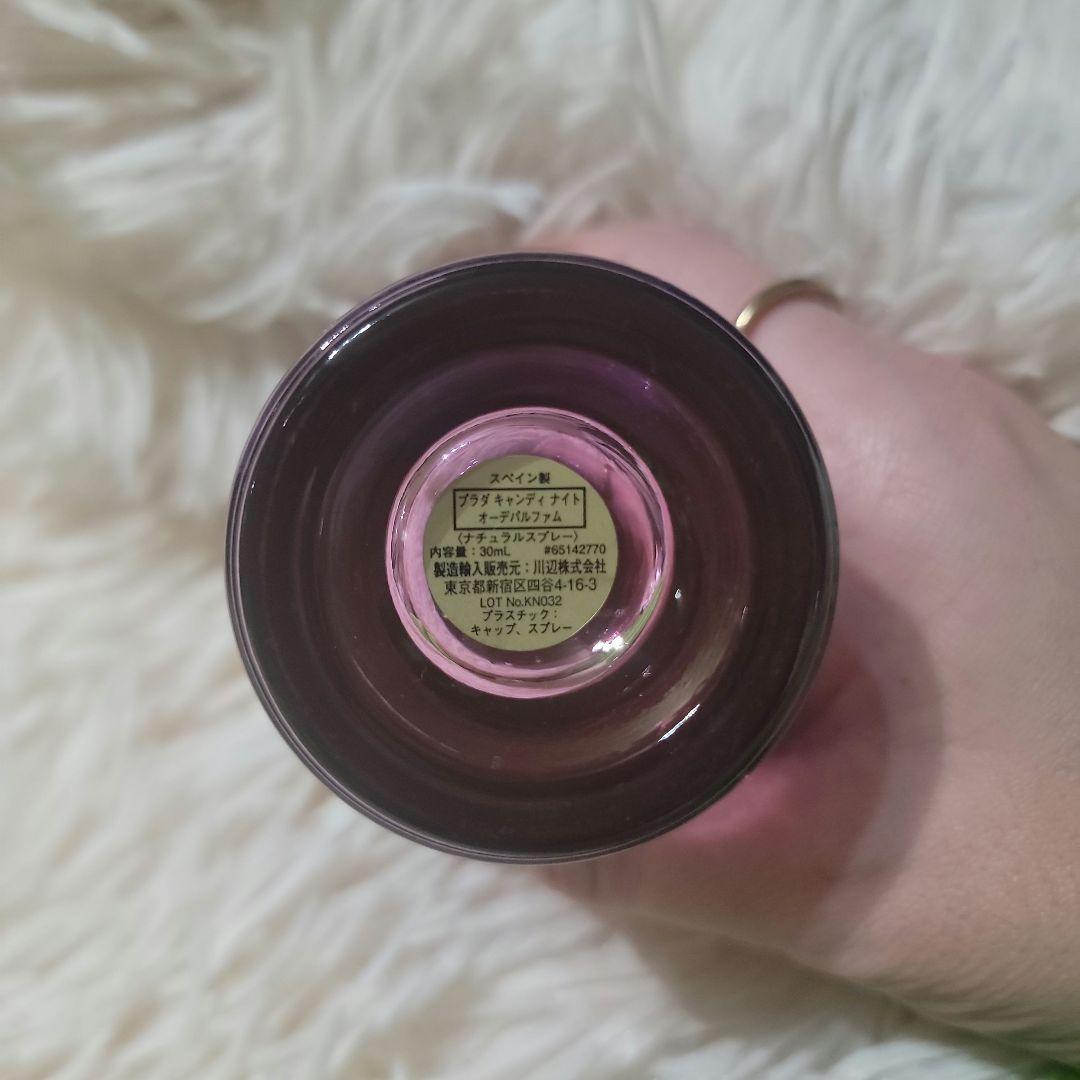 スペイン製
プラダ キャンディ ナイト
オーデパルファム
〈ナチュラルスプレー〉
内容量：30mL #65142770
製造輸入販売元：川辺株式会社
東京都新宿区四谷4-16-3
LOT No.KN032
プラスチック：
キャップ、スプレー